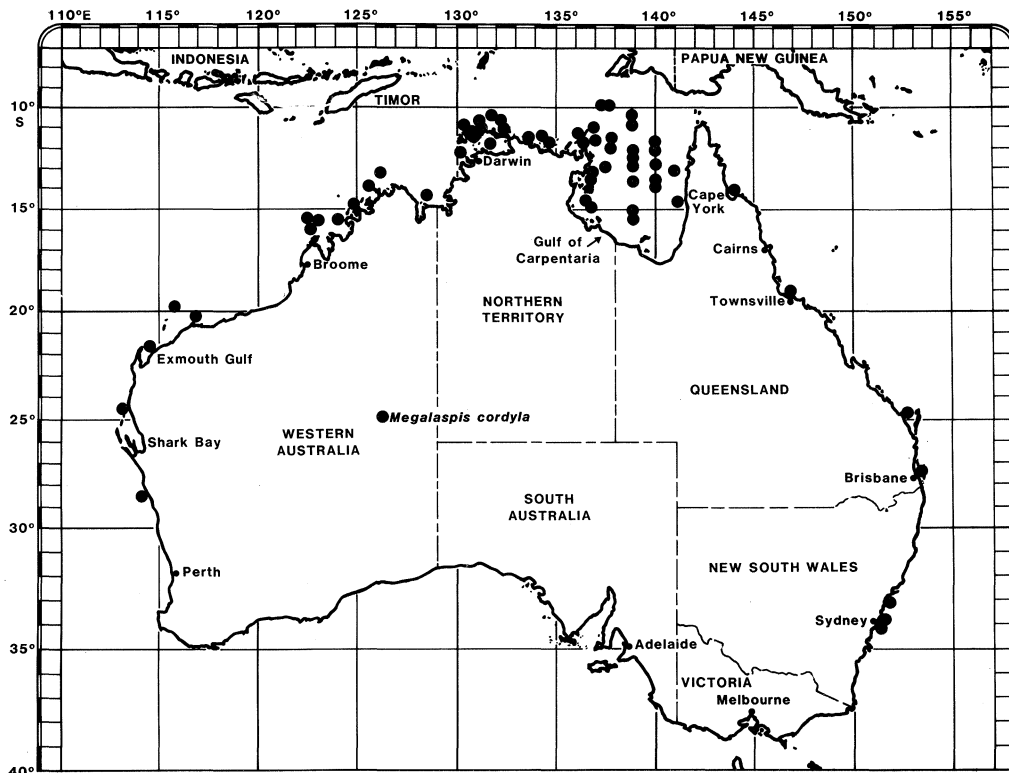 110°E 115° 120° 125° 130° 135° 140° 145° 150° 155°
INDONESIA
PAPUA NEW GUINEA
TIMOR
10°
S
Darwin
15°
Cape
York
Gulf of
Carpentaria
Cairns
Broome
NORTHERN
TERRITORY
Townsville
20°
Exmouth Gulf
QUEENSLAND
25°
Megalaspis cordyla
WESTERN
AUSTRALIA
Shark Bay
Brisbane
SOUTH
AUSTRALIA
30°
Perth
NEW SOUTH WALES
Sydney
35°
Adelaide
VICTORIA
Melbourne
40°